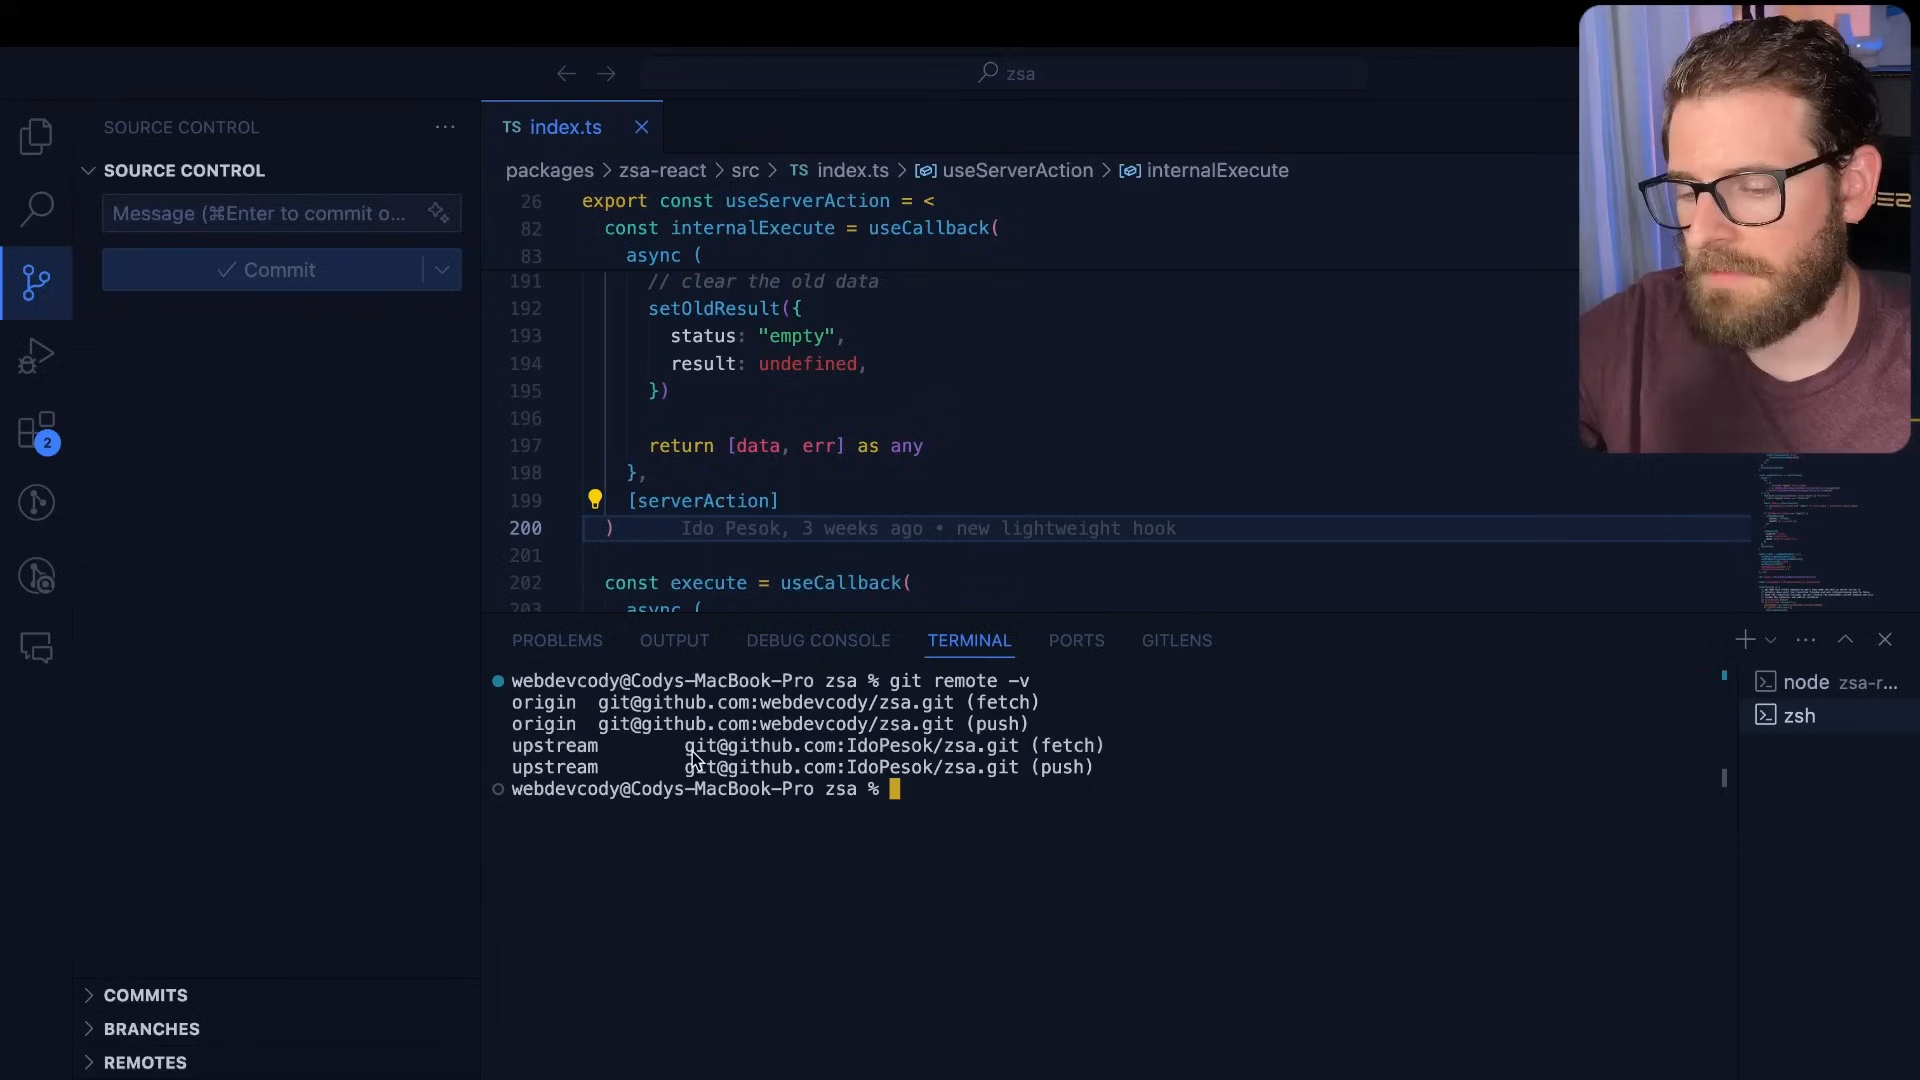 zsa
SOURCE CONTROL
TS index.ts
SOURCE CONTROL
packages > zsa-react > src > TS index.ts > useServerAction > internalExecute
Message (⌘Enter to commit o...
Commit
26 export const useServerAction = <
82 const internalExecute = useCallback(
83 async (
191 // clear the old data
192 setOldResult({
193 status: "empty",
194 result: undefined,
195 })
196
197 return [data, err] as any
198 },
199 [serverAction]
200 ) Ido Pesok, 3 weeks ago • new lightweight hook
201
202 const execute = useCallback(
203 async (
2
PROBLEMS OUTPUT DEBUG CONSOLE TERMINAL PORTS GITLENS
webdevcody@Codys-MacBook-Pro zsa % git remote -v
origin git@github.com:webdevcody/zsa.git (fetch)
origin git@github.com:webdevcody/zsa.git (push)
upstream git@github.com:IdoPesok/zsa.git (fetch)
upstream git@github.com:IdoPesok/zsa.git (push)
webdevcody@Codys-MacBook-Pro zsa %
node zsa-r...
zsh
COMMITS
BRANCHES
REMOTES